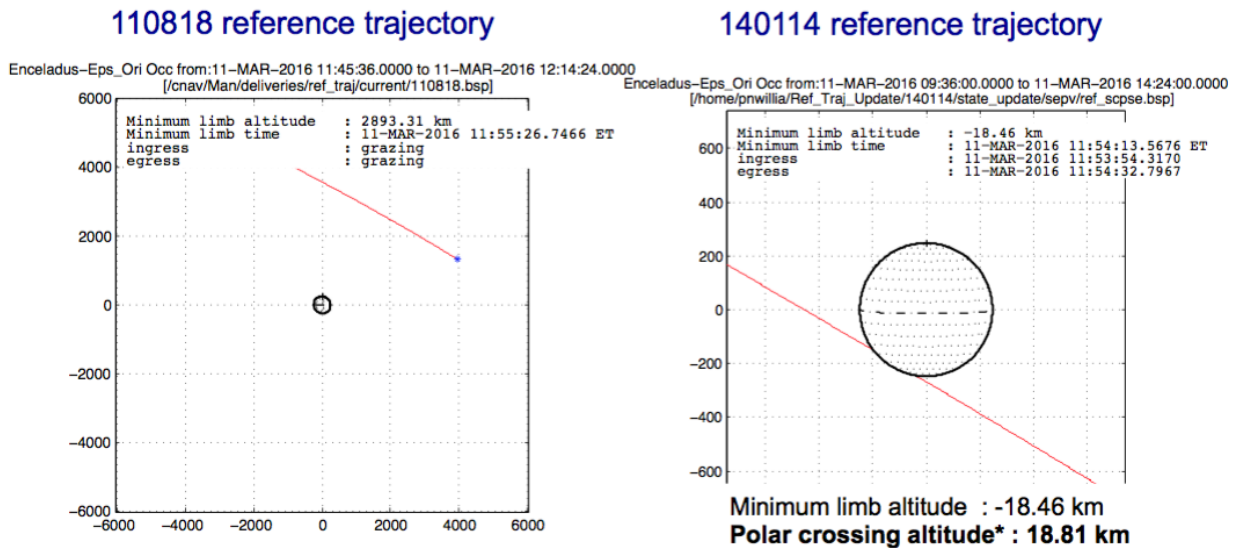 110818 reference trajectory
Enceladus-Eps_Ori Occ from:11-MAR-2016 11:45:36.0000 to 11-MAR-2016 12:14:24.0000
[/cnav/Man/deliveries/ref_traj/current/110818.bsp]
6000
Minimum limb altitude : 2893.31 km
Minimum limb time : 11-MAR-2016 11:55:26.7466 ET
ingress : grazing
egress : grazing
4000
2000
0
-2000
-4000
-6000
-6000 -4000 -2000 0 2000 4000 6000
140114 reference trajectory
Enceladus-Eps_Ori Occ from:11-MAR-2016 09:36:00.0000 to 11-MAR-2016 14:24:00.0000
[/home/pnwillia/Ref_Traj_Update/140114/state_update/sepv/ref_scpse.bsp]
Minimum limb altitude : -18.46 km
Minimum limb time : 11-MAR-2016 11:54:13.5676 ET
ingress : 11-MAR-2016 11:53:54.3170
egress : 11-MAR-2016 11:54:32.7967
600
400
200
0
-200
-400
-600
Minimum limb altitude : -18.46 km
Polar crossing altitude* : 18.81 km